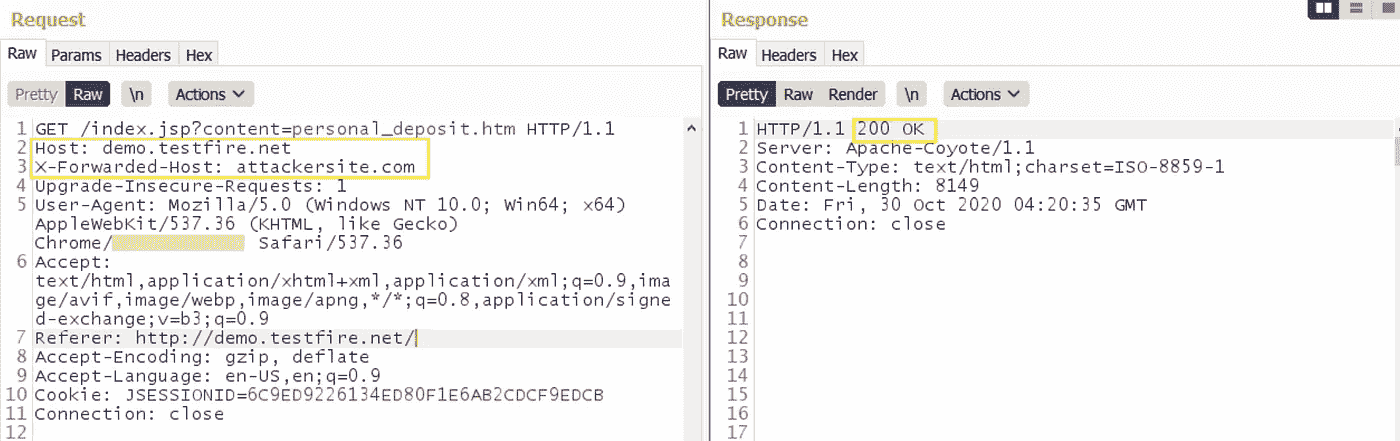 Request
Raw Params Headers Hex
Pretty Raw \n Actions
1 GET /index.jsp?content=personal_deposit.htm HTTP/1.1
2 Host: demo.testfire.net
3 X-Forwarded-Host: attackersite.com
4 Upgrade-Insecure-Requests: 1
5 User-Agent: Mozilla/5.0 (Windows NT 10.0; Win64; x64)
AppleWebKit/537.36 (KHTML, like Gecko)
Chrome/ Safari/537.36
6 Accept:
text/html,application/xhtml+xml,application/xml;q=0.9,ima
ge/avif,image/webp,image/apng,*/*;q=0.8,application/signe
d-exchange;v=b3;q=0.9
7 Referer: http://demo.testfire.net/
8 Accept-Encoding: gzip, deflate
9 Accept-Language: en-US,en;q=0.9
10 Cookie: JSESSIONID=6C9ED9226134ED80F1E6AB2CDCF9EDCB
11 Connection: close
12
Response
Raw Headers Hex
Pretty Raw Render \n Actions
1 HTTP/1.1 200 OK
2 Server: Apache-Coyote/1.1
3 Content-Type: text/html;charset=ISO-8859-1
4 Content-Length: 8149
5 Date: Fri, 30 Oct 2020 04:20:35 GMT
6 Connection: close
7
8
9
10
11
12
13
14
15
16
17